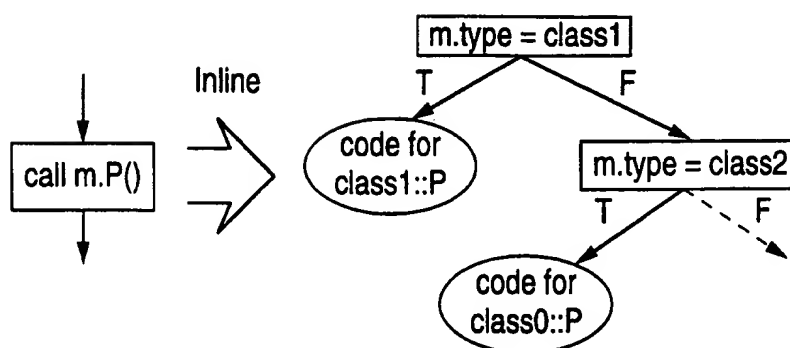 m.type = class1
Inline
T
F
code for
class1::P
call m.P()
m.type = class2
T
F
code for
class0::P